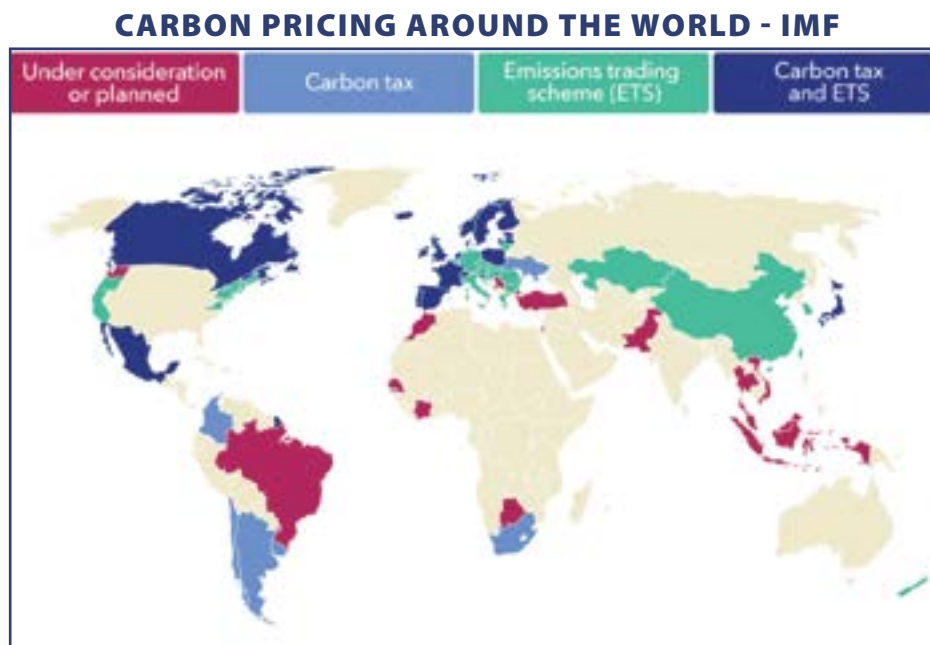 CARBON PRICING AROUND THE WORLD - IMF
Under consideration
or planned
Carbon tax
Emissions trading
scheme (ETS)
Carbon tax
and ETS